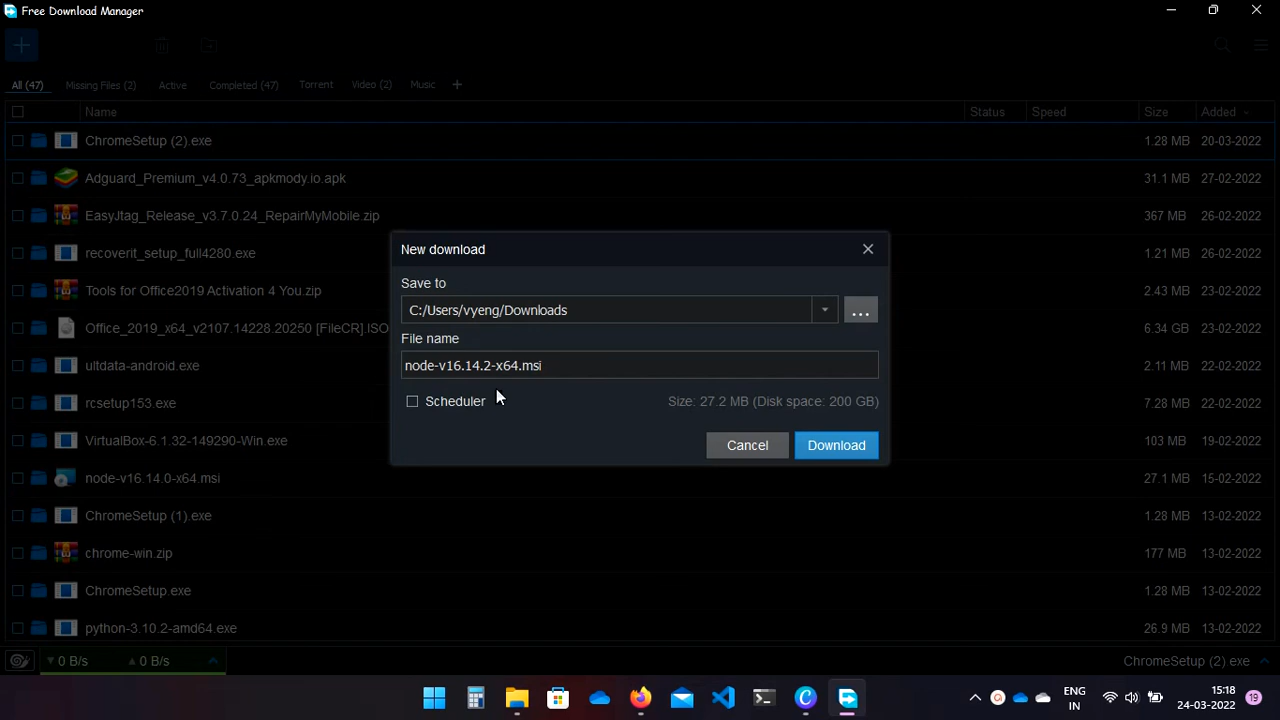 Free Download Manager
All (47) Missing Files (2) Active Completed (47) Torrent Video (2) Music +
Name Status Speed Size Added
ChromeSetup (2).exe 1.28 MB 20-03-2022
Adguard_Premium_v4.0.73_apkmody.io.apk 31.1 MB 27-02-2022
EasyJtag_Release_v3.7.0.24_RepairMyMobile.zip 367 MB 26-02-2022
recoverit_setup_full4280.exe 1.21 MB 26-02-2022
Tools for Office2019 Activation 4 You.zip 2.43 MB 23-02-2022
Office_2019_x64_v2107.14228.20250 [FileCR].ISO 6.34 GB 23-02-2022
ultdata-android.exe 2.11 MB 22-02-2022
rcsetup153.exe 7.28 MB 22-02-2022
VirtualBox-6.1.32-149290-Win.exe 103 MB 19-02-2022
node-v16.14.0-x64.msi 27.1 MB 15-02-2022
ChromeSetup (1).exe 1.28 MB 13-02-2022
chrome-win.zip 177 MB 13-02-2022
ChromeSetup.exe 1.28 MB 13-02-2022
python-3.10.2-amd64.exe 26.9 MB 13-02-2022
New download
Save to
C:/Users/vyeng/Downloads
...
File name
node-v16.14.2-x64.msi
Scheduler Size: 27.2 MB (Disk space: 200 GB)
Cancel Download
0 B/s 0 B/s ChromeSetup (2).exe
ENG 15:18
IN 24-03-2022 19